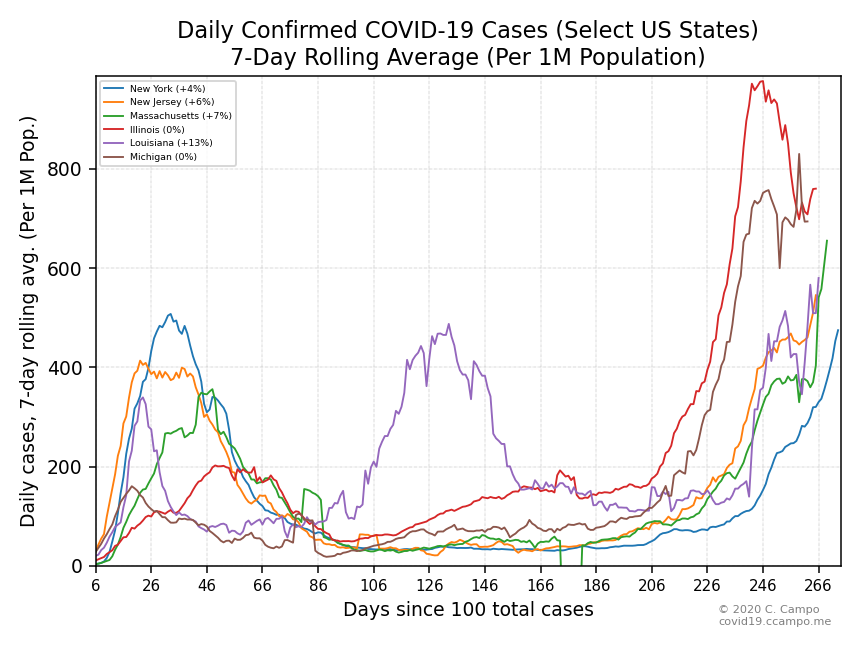 Daily Confirmed COVID-19 Cases (Select US States)
7-Day Rolling Average (Per 1M Population)
New York (+4%)
New Jersey (+6%)
Massachusetts (+7%)
Illinois (0%)
Louisiana (+13%)
Michigan (0%)
Daily cases, 7-day rolling avg. (Per 1M Pop.)
800
600
400
200
0
6 26 46 66 86 106 126 146 166 186 206 226 246 266
Days since 100 total cases
© 2020 C. Campo
covid19.ccampo.me